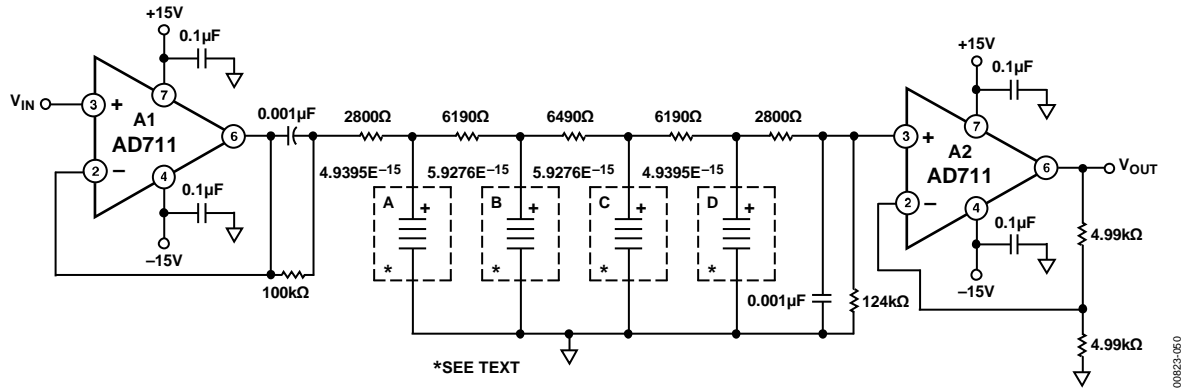 +15V
0.1µF
7
VIN
3
+
A1
AD711
6
2
–
4
0.1µF
–15V
0.001µF
100kΩ
2800Ω
6190Ω
6490Ω
6190Ω
2800Ω
4.9395E–15
5.9276E–15
5.9276E–15
4.9395E–15
A
+
*
B
+
*
C
+
*
D
+
*
0.001µF
124kΩ
*SEE TEXT
+15V
0.1µF
7
3
+
A2
AD711
6
VOUT
2
–
4
0.1µF
–15V
4.99kΩ
4.99kΩ
00823-050